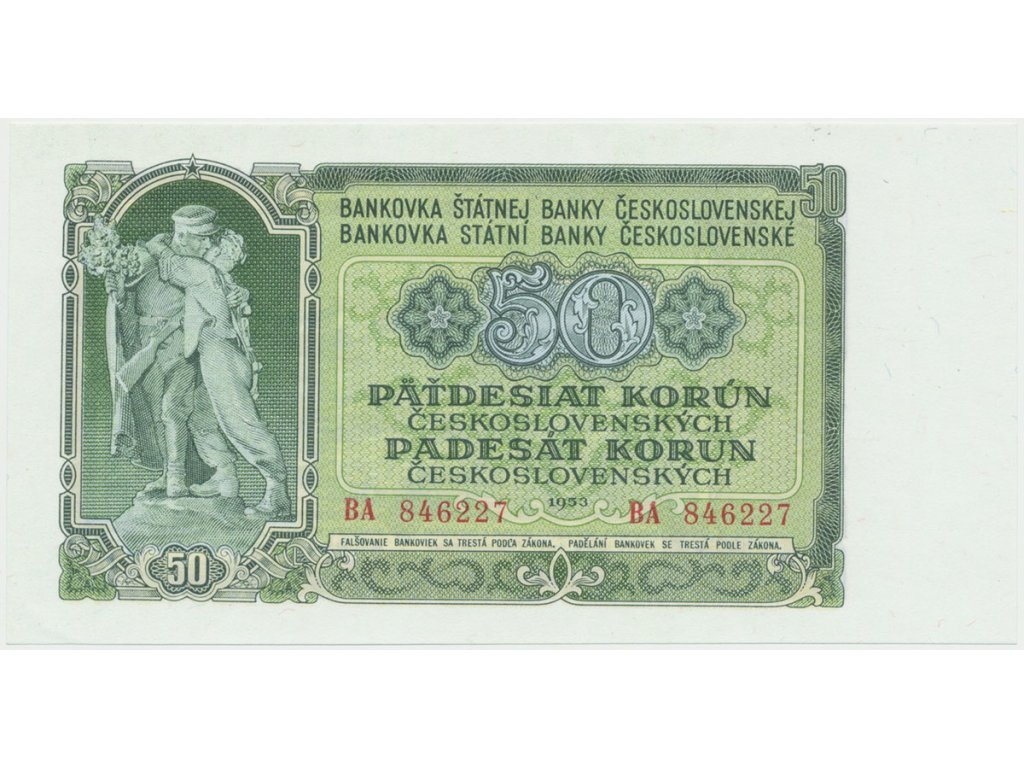 50
BANKOVKA ŠTÁTNEJ BANKY ČESKOSLOVENSKEJ
BANKOVKA STÁTNÍ BANKY ČESKOSLOVENSKÉ
50
PÄŤDESIAT KORÚN
ČESKOSLOVENSKÝCH
PADESÁT KORUN
ČESKOSLOVENSKÝCH
1953
BA 846227 BA 846227
FALŠOVANIE BANKOVIEK SA TRESTÁ PODĽA ZÁKONA. PADĚLÁNÍ BANKOVEK SE TRESTÁ PODLE ZÁKONA.
50